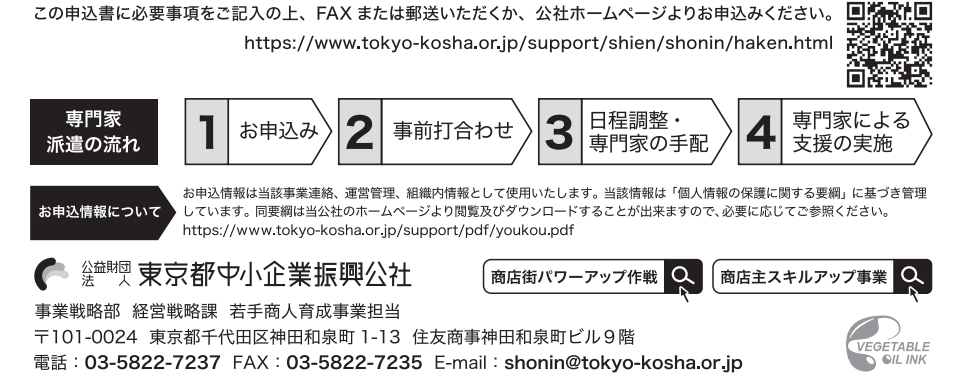 この申込書に必要事項をご記入の上、FAX または郵送いただくか、公社ホームページよりお申込みください。
https://www.tokyo-kosha.or.jp/support/shien/shonin/haken.html
専門家
派遣の流れ
1 お申込み
2 事前打合わせ
3 日程調整・
専門家の手配
4 専門家による
支援の実施
お申込情報について
お申込情報は当該事業連絡、運営管理、組織内情報として使用いたします。当該情報は「個人情報の保護に関する要綱」に基づき管理
しています。同要綱は当公社のホームページより閲覧及びダウンロードすることが出来ますので、必要に応じてご参照ください。
https://www.tokyo-kosha.or.jp/support/pdf/youkou.pdf
公益財団法人 東京都中小企業振興公社
商店街パワーアップ作戦
商店主スキルアップ事業
事業戦略部 経営戦略課 若手商人育成事業担当
〒101-0024 東京都千代田区神田和泉町 1-13 住友商事神田和泉町ビル９階
電話：03-5822-7237 FAX：03-5822-7235 E-mail：shonin@tokyo-kosha.or.jp
VEGETABLE
OIL INK